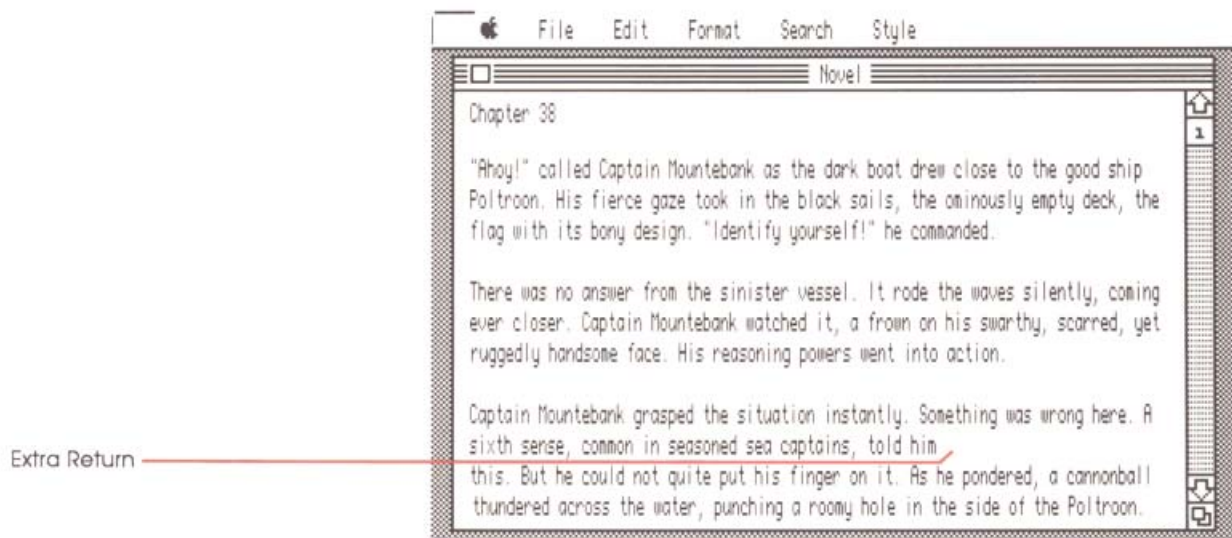 File Edit Format Search Style
Novel
Chapter 38
1
"Ahoy!" called Captain Mountebank as the dark boat drew close to the good ship
Poltroon. His fierce gaze took in the black sails, the ominously empty deck, the
flag with its bony design. "Identify yourself!" he commanded.
There was no answer from the sinister vessel. It rode the waves silently, coming
ever closer. Captain Mountebank watched it, a frown on his swarthy, scarred, yet
ruggedly handsome face. His reasoning powers went into action.
Captain Mountebank grasped the situation instantly. Something was wrong here. A
sixth sense, common in seasoned sea captains, told him
Extra Return
this. But he could not quite put his finger on it. As he pondered, a cannonball
thundered across the water, punching a roomy hole in the side of the Poltroon.